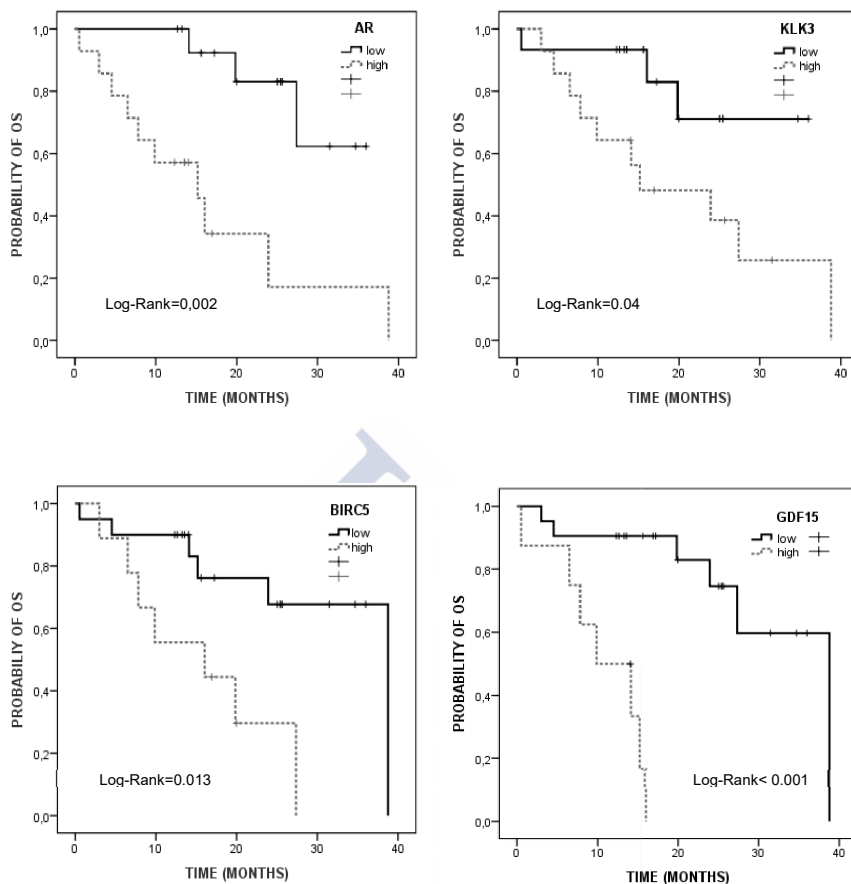 AR
low
high
1,0
0,8
0,6
0,4
0,2
0,0
PROBABILITY OF OS
Log-Rank=0,002
0 10 20 30 40
TIME (MONTHS)
KLK3
low
high
1,0
0,8
0,6
0,4
0,2
0,0
PROBABILITY OF OS
Log-Rank=0.04
0 10 20 30 40
TIME (MONTHS)
BIRC5
low
high
1,0
0,8
0,6
0,4
0,2
0,0
PROBABILIY OF OS
Log-Rank=0.013
0 10 20 30 40
TIME (MONTHS)
GDF15
low
high
1,0
0,8
0,6
0,4
0,2
0,0
PROBABILITY OF OS
Log-Rank< 0.001
0 10 20 30 40
TIME (MONTHS)